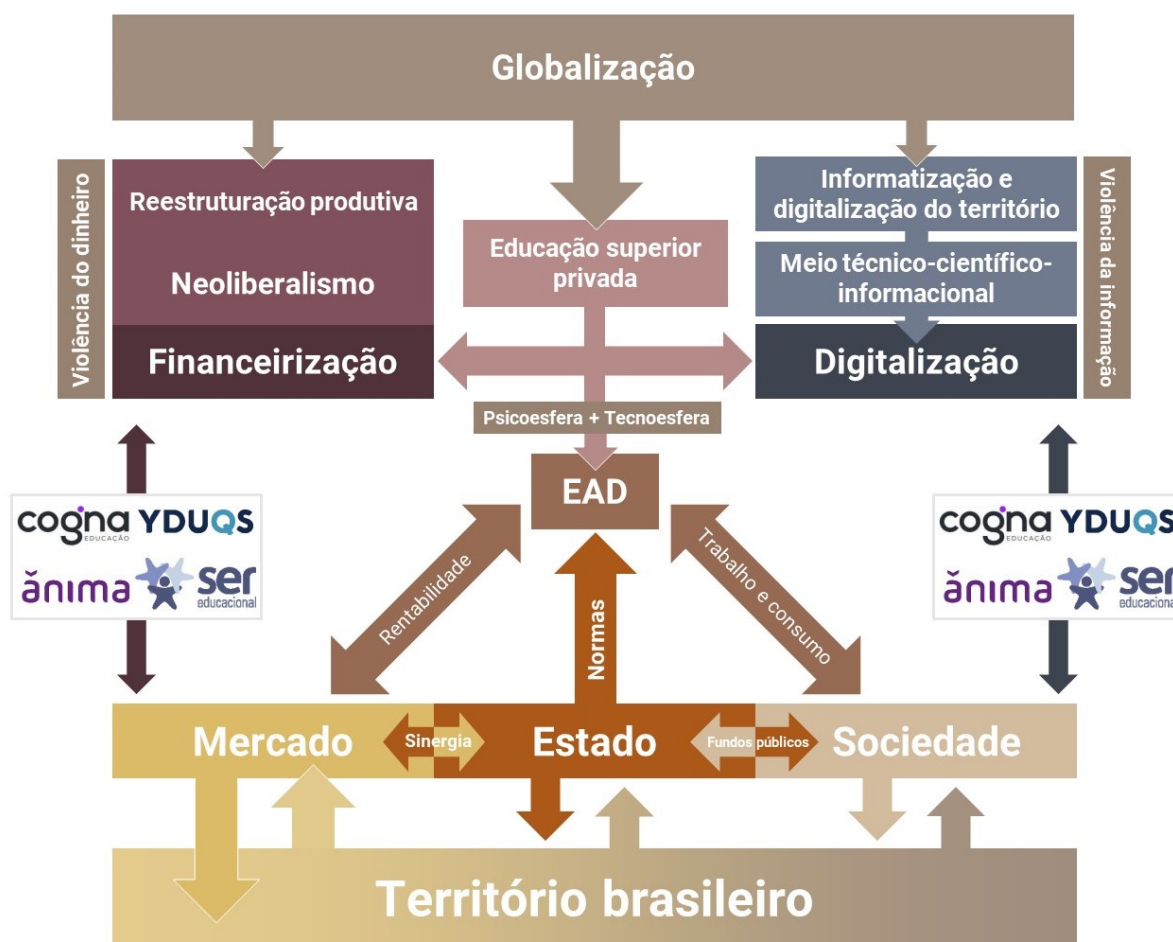 Globalização
Violência do dinheiro
Reestruturação produtiva
Neoliberalismo
Financeirização
Educação superior
privada
Informatização e
digitalização do território
Meio técnico-científico-
informacional
Digitalização
Violência da informação
Psicoesfera + Tecnoesfera
EAD
cogna
EDUCAÇÃO
YDUQS
ănima
ser
educacional
cogna
EDUCAÇÃO
YDUQS
ănima
ser
educacional
Rentabilidade
Normas
Trabalho e consumo
Mercado
Sinergia
Estado
Fundos públicos
Sociedade
Território brasileiro